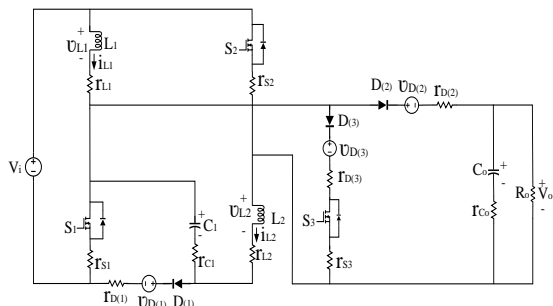 +
υL1
-
L1
iL1
rL1
S2
rS2
D(2)
υD(2)
rD(2)
D(3)
υD(3)
rD(3)
Vi
S1
rS1
+
C1
-
rC1
+
υL2
-
L2
iL2
rL2
S3
rS3
Co
+
-
rCo
Ro
+
Vo
-
rD(1)
υD(1)
D(1)